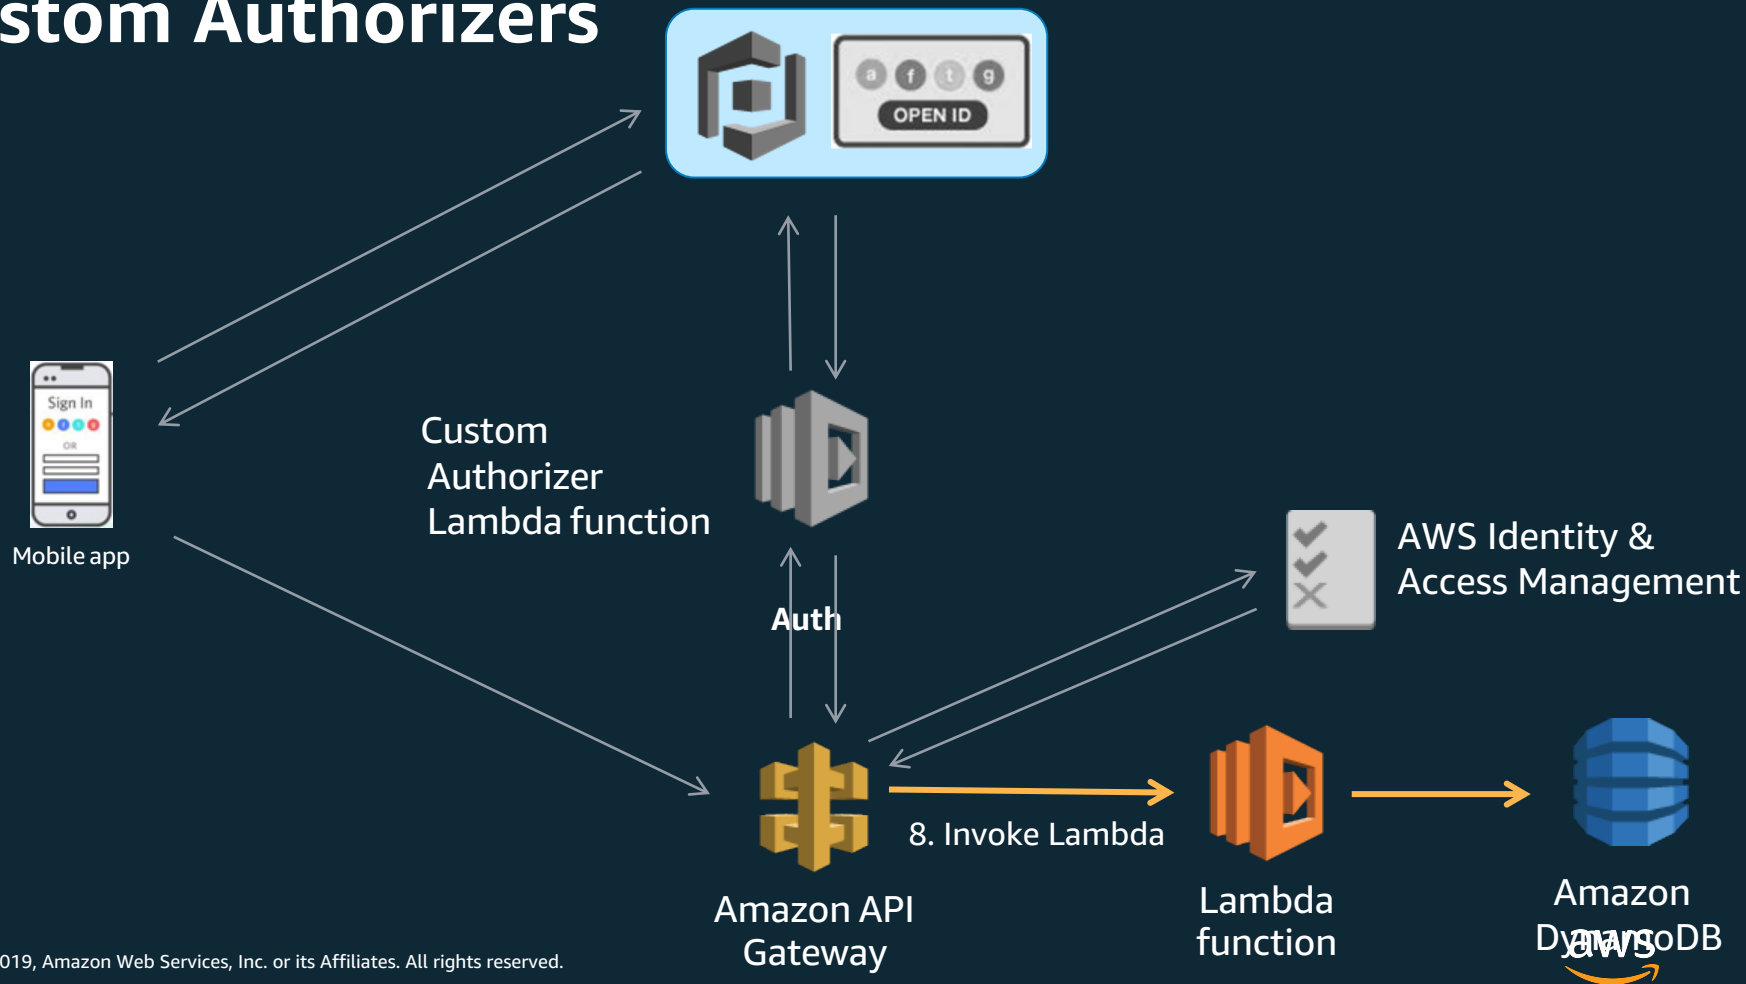 stom Authorizers
a f t g
OPEN ID
Sign In
OR
Mobile app
Custom
Authorizer
Lambda function
Auth
AWS Identity &
Access Management
8. Invoke Lambda
Amazon API
Gateway
Lambda
function
Amazon
DynamoDB
aws
019, Amazon Web Services, Inc. or its Affiliates. All rights reserved.